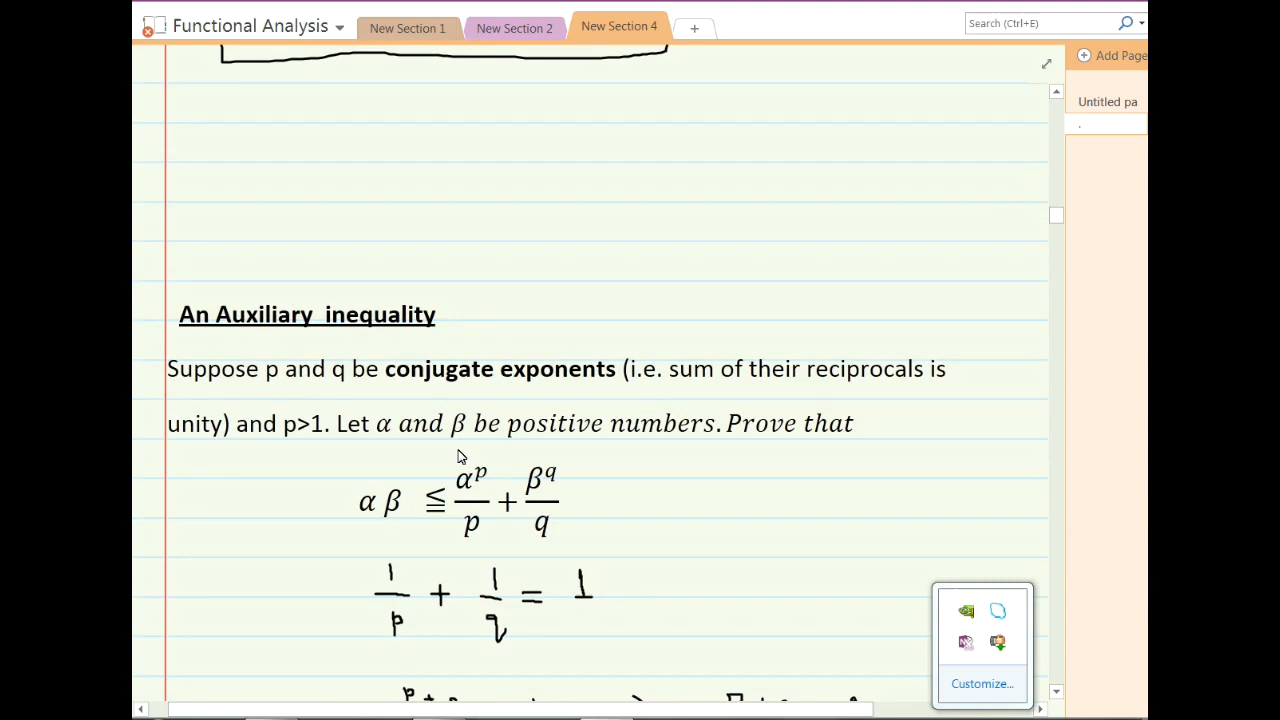 Functional Analysis
New Section 1
New Section 2
New Section 4
+
Search (Ctrl+E)
Add Page
Untitled pa
.
An Auxiliary inequality
Suppose p and q be conjugate exponents (i.e. sum of their reciprocals is
unity) and p>1. Let α and β be positive numbers. Prove that
α β ≦ α^p/p + β^q/q
1/p + 1/q = 1
Customize...